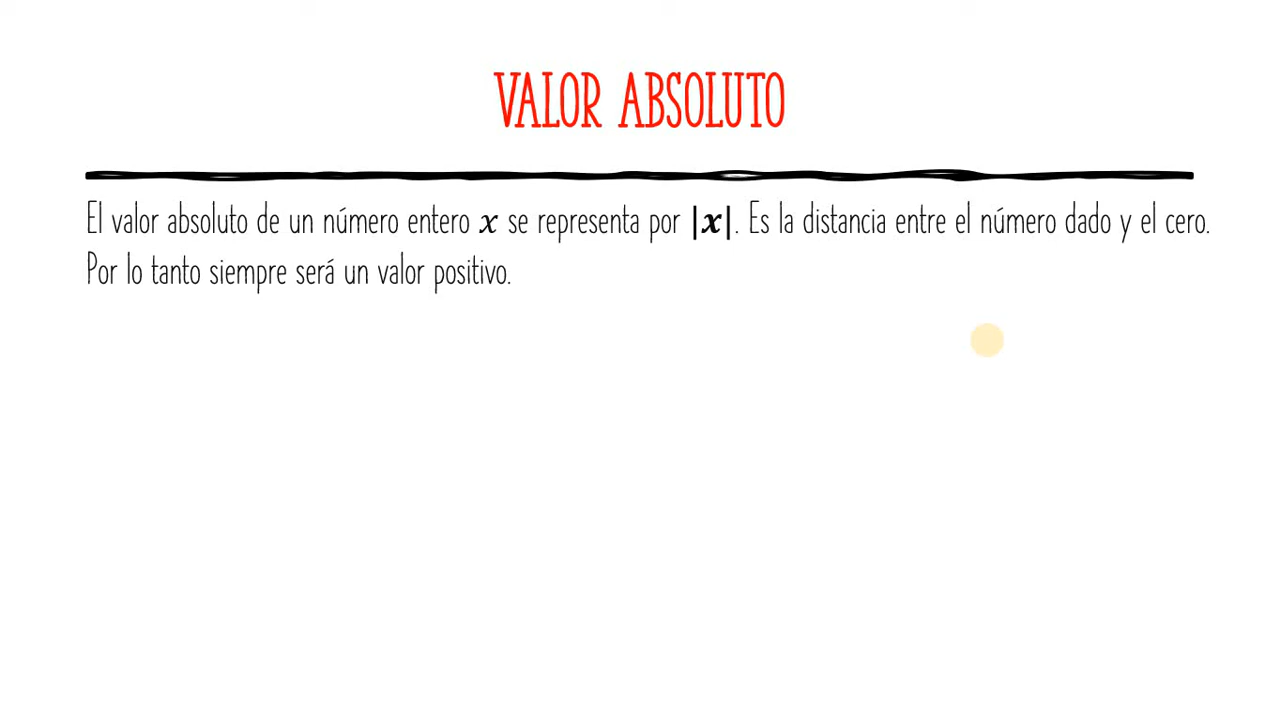 VALOR ABSOLUTO
El valor absoluto de un número entero x se representa por |x|. Es la distancia entre el número dado y el cero.
Por lo tanto siempre será un valor positivo.